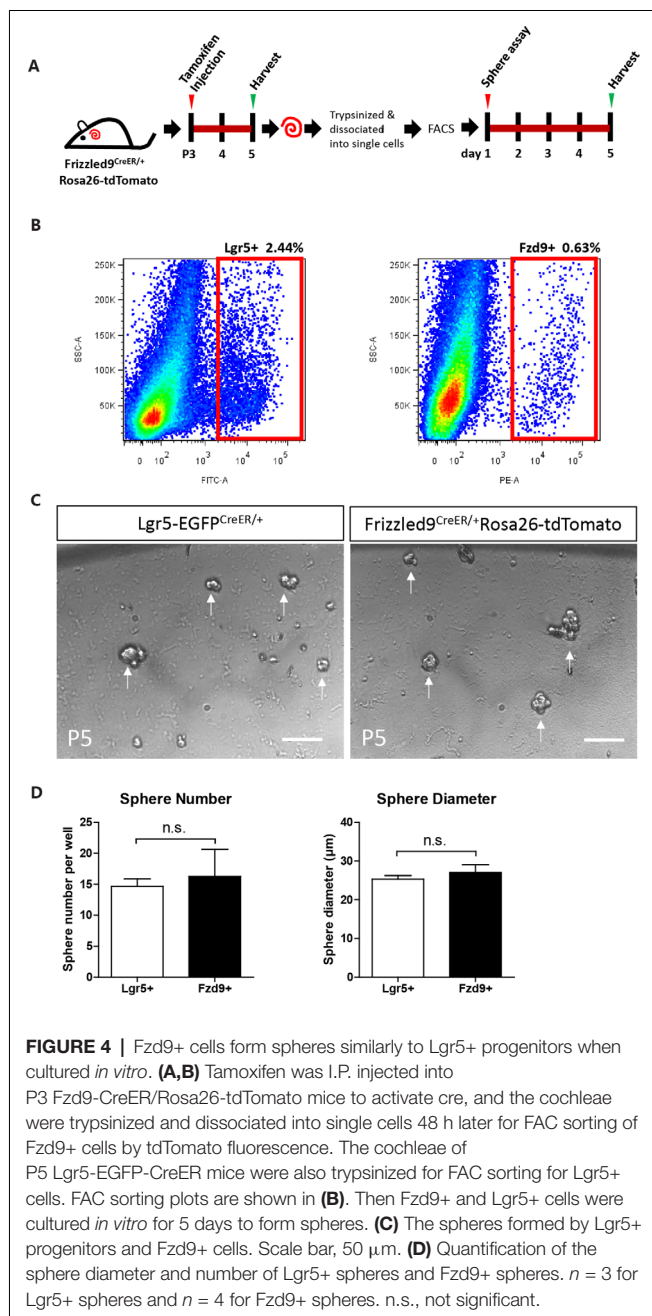 A
Tamoxifen
Injection
Harvest
Sphere assay
Harvest
Trypsinized &
dissociated
into single cells
FACS
P3 4 5
day 1 2 3 4 5
Frizzled9CreER/+
Rosa26-tdTomato
B
Lgr5+ 2.44%
250K
200K
150K
100K
50K
SSC-A
0 10^2 10^3 10^4 10^5
FITC-A
Fzd9+ 0.63%
250K
200K
150K
100K
50K
SSC-A
0 10^2 10^3 10^4 10^5
PE-A
C
Lgr5-EGFPCreER/+
Frizzled9CreER/+Rosa26-tdTomato
P5
P5
D
Sphere Number
n.s.
Sphere number per well
25
20
15
10
5
0
Lgr5+ Fzd9+
Sphere Diameter
n.s.
Sphere diameter (μm)
40
30
20
10
0
Lgr5+ Fzd9+
FIGURE 4 | Fzd9+ cells form spheres similarly to Lgr5+ progenitors when
cultured in vitro. (A,B) Tamoxifen was I.P. injected into
P3 Fzd9-CreER/Rosa26-tdTomato mice to activate cre, and the cochleae
were trypsinized and dissociated into single cells 48 h later for FAC sorting of
Fzd9+ cells by tdTomato fluorescence. The cochleae of
P5 Lgr5-EGFP-CreER mice were also trypsinized for FAC sorting for Lgr5+
cells. FAC sorting plots are shown in (B). Then Fzd9+ and Lgr5+ cells were
cultured in vitro for 5 days to form spheres. (C) The spheres formed by Lgr5+
progenitors and Fzd9+ cells. Scale bar, 50 μm. (D) Quantification of the
sphere diameter and number of Lgr5+ spheres and Fzd9+ spheres. n = 3 for
Lgr5+ spheres and n = 4 for Fzd9+ spheres. n.s., not significant.